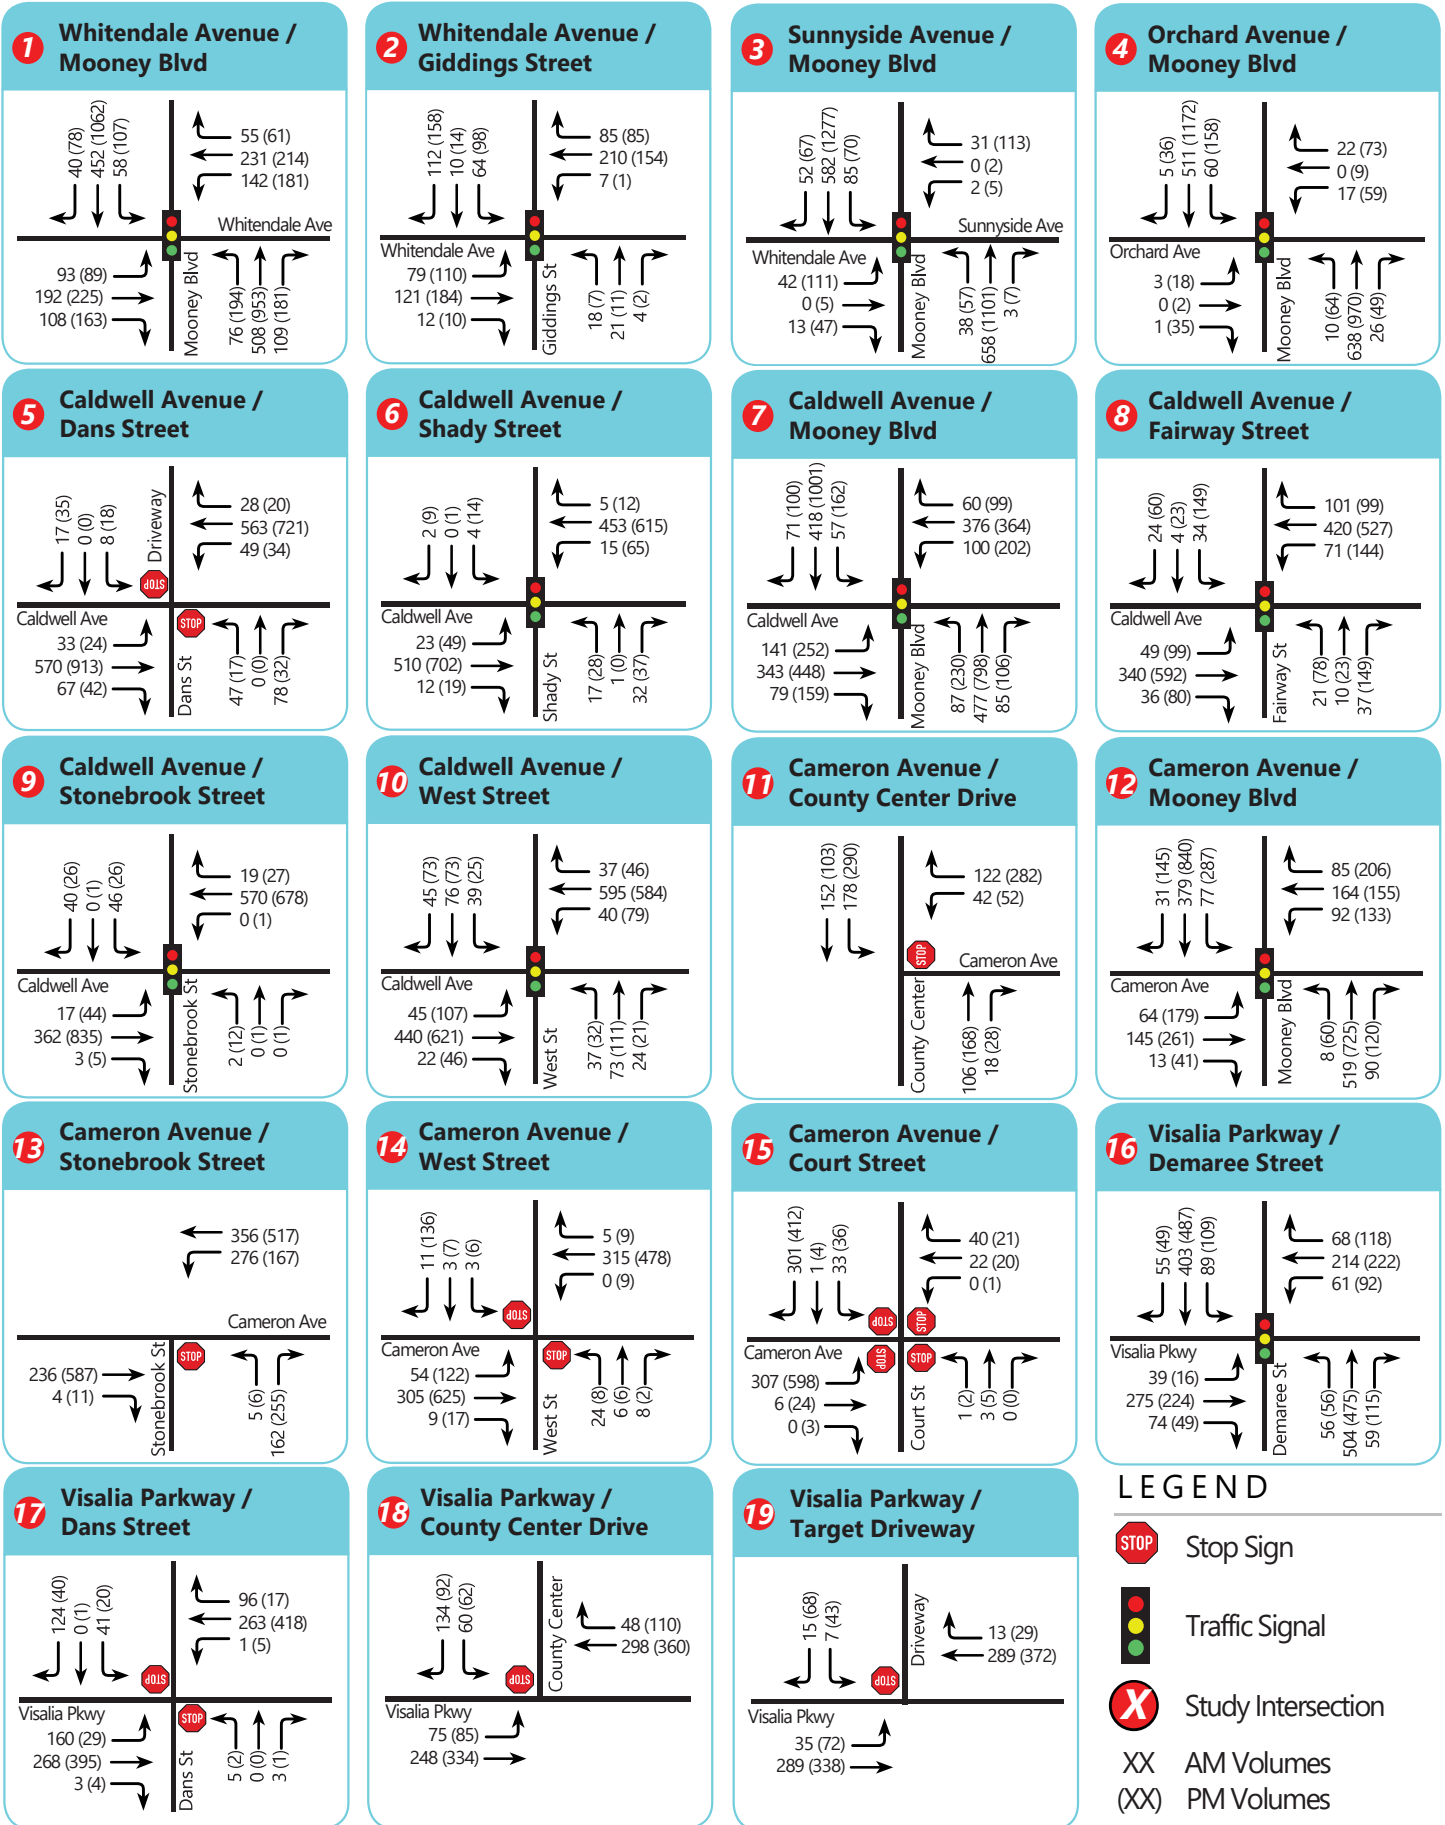 1
Whitendale Avenue /
Mooney Blvd
40 (78)
452 (1062)
58 (107)
55 (61)
231 (214)
142 (181)
Whitendale Ave
93 (89)
192 (225)
108 (163)
Mooney Blvd
76 (194)
508 (953)
109 (181)
2
Whitendale Avenue /
Giddings Street
112 (158)
10 (14)
64 (98)
85 (85)
210 (154)
7 (1)
Whitendale Ave
79 (110)
121 (184)
12 (10)
Giddings St
18 (7)
21 (11)
4 (2)
3
Sunnyside Avenue /
Mooney Blvd
52 (67)
582 (1277)
85 (70)
31 (113)
0 (2)
2 (5)
Sunnyside Ave
Whitendale Ave
42 (111)
0 (5)
13 (47)
Mooney Blvd
38 (57)
658 (1101)
3 (7)
4
Orchard Avenue /
Mooney Blvd
5 (36)
511 (1172)
60 (158)
22 (73)
0 (9)
17 (59)
Orchard Ave
3 (18)
0 (2)
1 (35)
Mooney Blvd
10 (64)
638 (970)
26 (49)
5
Caldwell Avenue /
Dans Street
17 (35)
0 (0)
8 (18)
Driveway
STOP
28 (20)
563 (721)
49 (34)
Caldwell Ave
33 (24)
570 (913)
67 (42)
STOP
Dans St
47 (17)
0 (0)
78 (32)
6
Caldwell Avenue /
Shady Street
2 (9)
0 (1)
4 (14)
5 (12)
453 (615)
15 (65)
Caldwell Ave
23 (49)
510 (702)
12 (19)
Shady St
17 (28)
1 (0)
32 (37)
7
Caldwell Avenue /
Mooney Blvd
71 (100)
418 (1001)
57 (162)
60 (99)
376 (364)
100 (202)
Caldwell Ave
141 (252)
343 (448)
79 (159)
Mooney Blvd
87 (230)
477 (798)
85 (106)
8
Caldwell Avenue /
Fairway Street
24 (60)
4 (23)
34 (149)
101 (99)
420 (527)
71 (144)
Caldwell Ave
49 (99)
340 (592)
36 (80)
Fairway St
21 (78)
10 (23)
37 (149)
9
Caldwell Avenue /
Stonebrook Street
40 (26)
0 (1)
46 (26)
19 (27)
570 (678)
0 (1)
Caldwell Ave
17 (44)
362 (835)
3 (5)
Stonebrook St
2 (12)
0 (1)
0 (1)
10
Caldwell Avenue /
West Street
45 (73)
76 (73)
39 (25)
37 (46)
595 (584)
40 (79)
Caldwell Ave
45 (107)
440 (621)
22 (46)
West St
37 (32)
73 (111)
24 (21)
11
Cameron Avenue /
County Center Drive
152 (103)
178 (290)
122 (282)
42 (52)
STOP
Cameron Ave
County Center
106 (168)
18 (28)
12
Cameron Avenue /
Mooney Blvd
31 (145)
379 (840)
77 (287)
85 (206)
164 (155)
92 (133)
Cameron Ave
64 (179)
145 (261)
13 (41)
Mooney Blvd
8 (60)
519 (725)
90 (120)
13
Cameron Avenue /
Stonebrook Street
356 (517)
276 (167)
Cameron Ave
236 (587)
4 (11)
Stonebrook St
STOP
5 (6)
162 (255)
14
Cameron Avenue /
West Street
11 (136)
3 (7)
3 (6)
STOP
5 (9)
315 (478)
0 (9)
Cameron Ave
54 (122)
305 (625)
9 (17)
STOP
West St
24 (8)
6 (6)
8 (2)
15
Cameron Avenue /
Court Street
301 (412)
1 (4)
33 (36)
40 (21)
22 (20)
0 (1)
STOP
STOP
Cameron Ave
STOP
STOP
307 (598)
6 (24)
0 (3)
Court St
1 (2)
3 (5)
0 (0)
16
Visalia Parkway /
Demaree Street
55 (49)
403 (487)
89 (109)
68 (118)
214 (222)
61 (92)
Visalia Pkwy
39 (16)
275 (224)
74 (49)
Demaree St
56 (56)
504 (475)
59 (115)
17
Visalia Parkway /
Dans Street
124 (40)
0 (1)
41 (20)
STOP
96 (17)
263 (418)
1 (5)
Visalia Pkwy
160 (29)
268 (395)
3 (4)
STOP
Dans St
5 (2)
0 (0)
3 (1)
18
Visalia Parkway /
County Center Drive
134 (92)
60 (62)
STOP
County Center
48 (110)
298 (360)
Visalia Pkwy
75 (85)
248 (334)
19
Visalia Parkway /
Target Driveway
15 (68)
7 (43)
STOP
Driveway
13 (29)
289 (372)
Visalia Pkwy
35 (72)
289 (338)
LEGEND
STOP Stop Sign
Traffic Signal
X Study Intersection
XX AM Volumes
(XX) PM Volumes